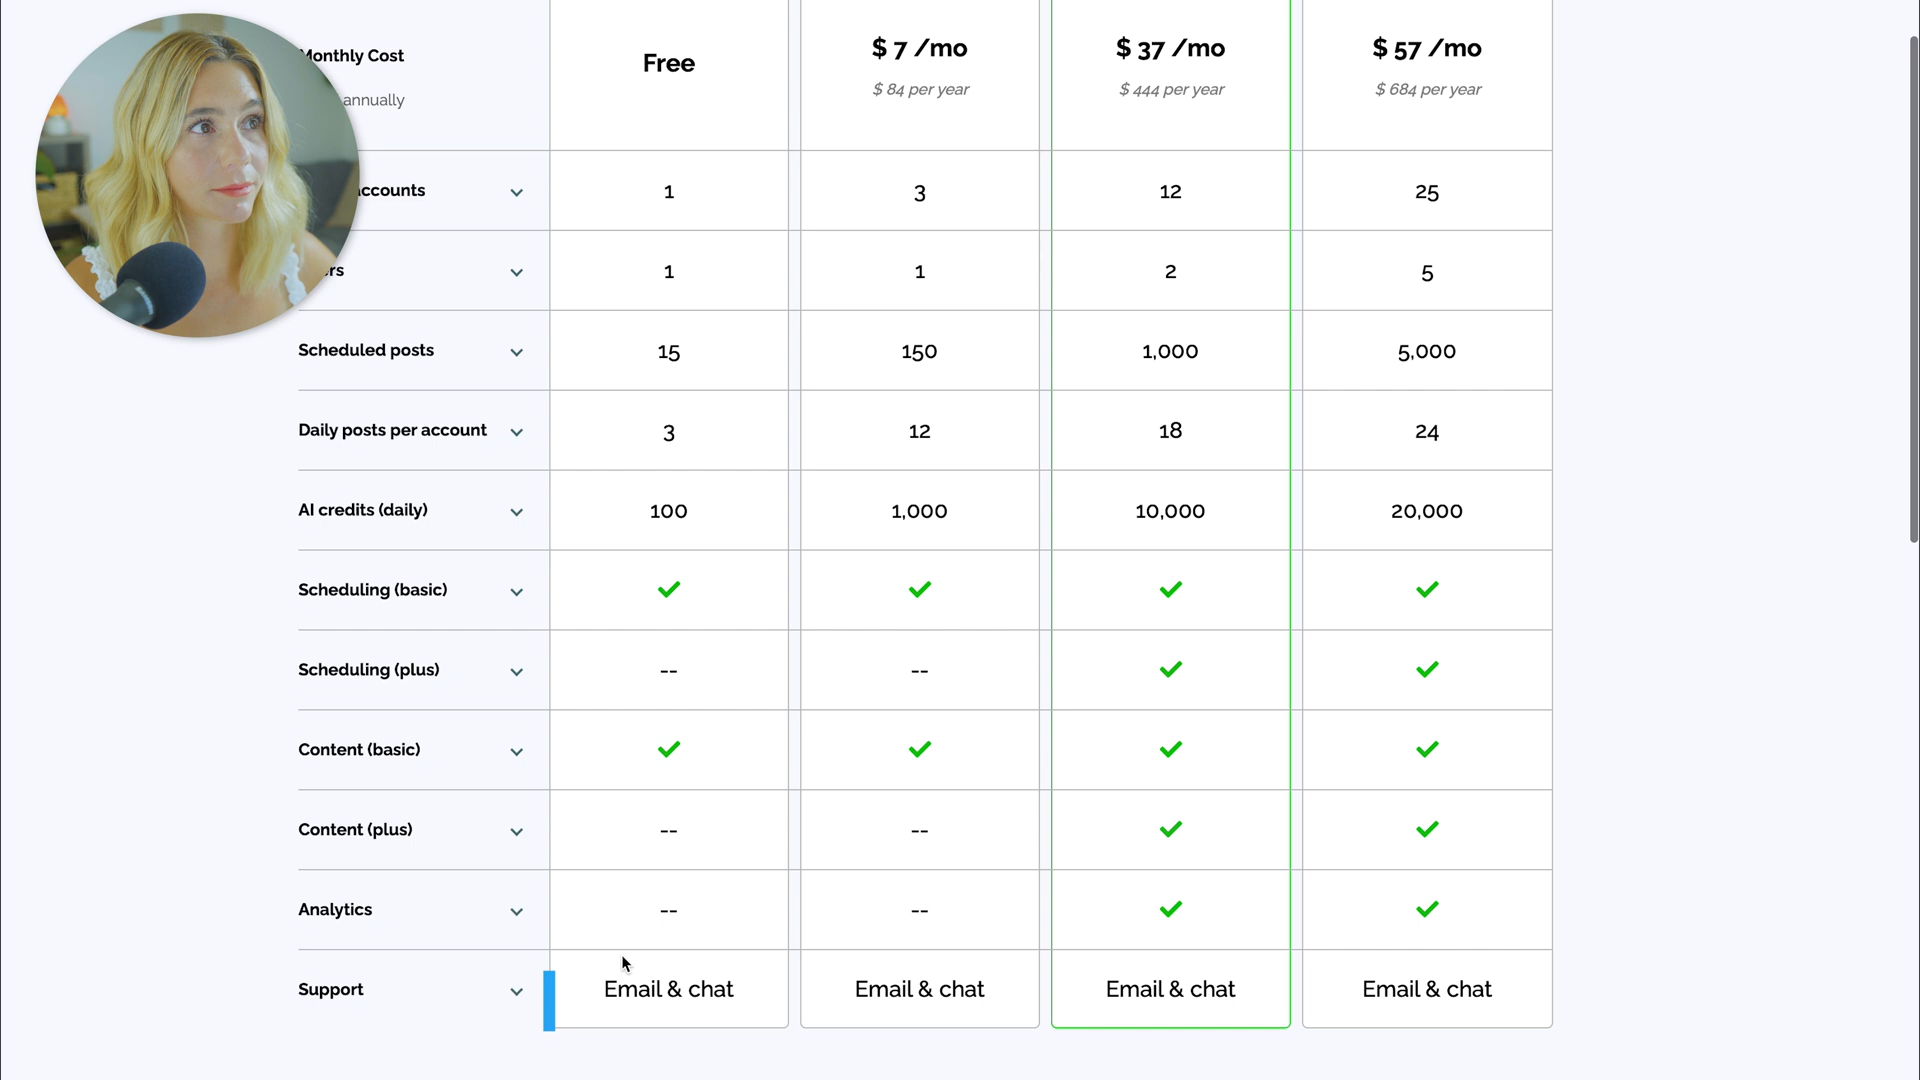 Monthly Cost
annually
Free
$ 7 /mo
$ 84 per year
$ 37 /mo
$ 444 per year
$ 57 /mo
$ 684 per year
accounts 1 3 12 25
1 1 2 5
Scheduled posts 15 150 1,000 5,000
Daily posts per account 3 12 18 24
AI credits (daily) 100 1,000 10,000 20,000
Scheduling (basic)
Scheduling (plus) -- --
Content (basic)
Content (plus) -- --
Analytics -- --
Support Email & chat Email & chat Email & chat Email & chat